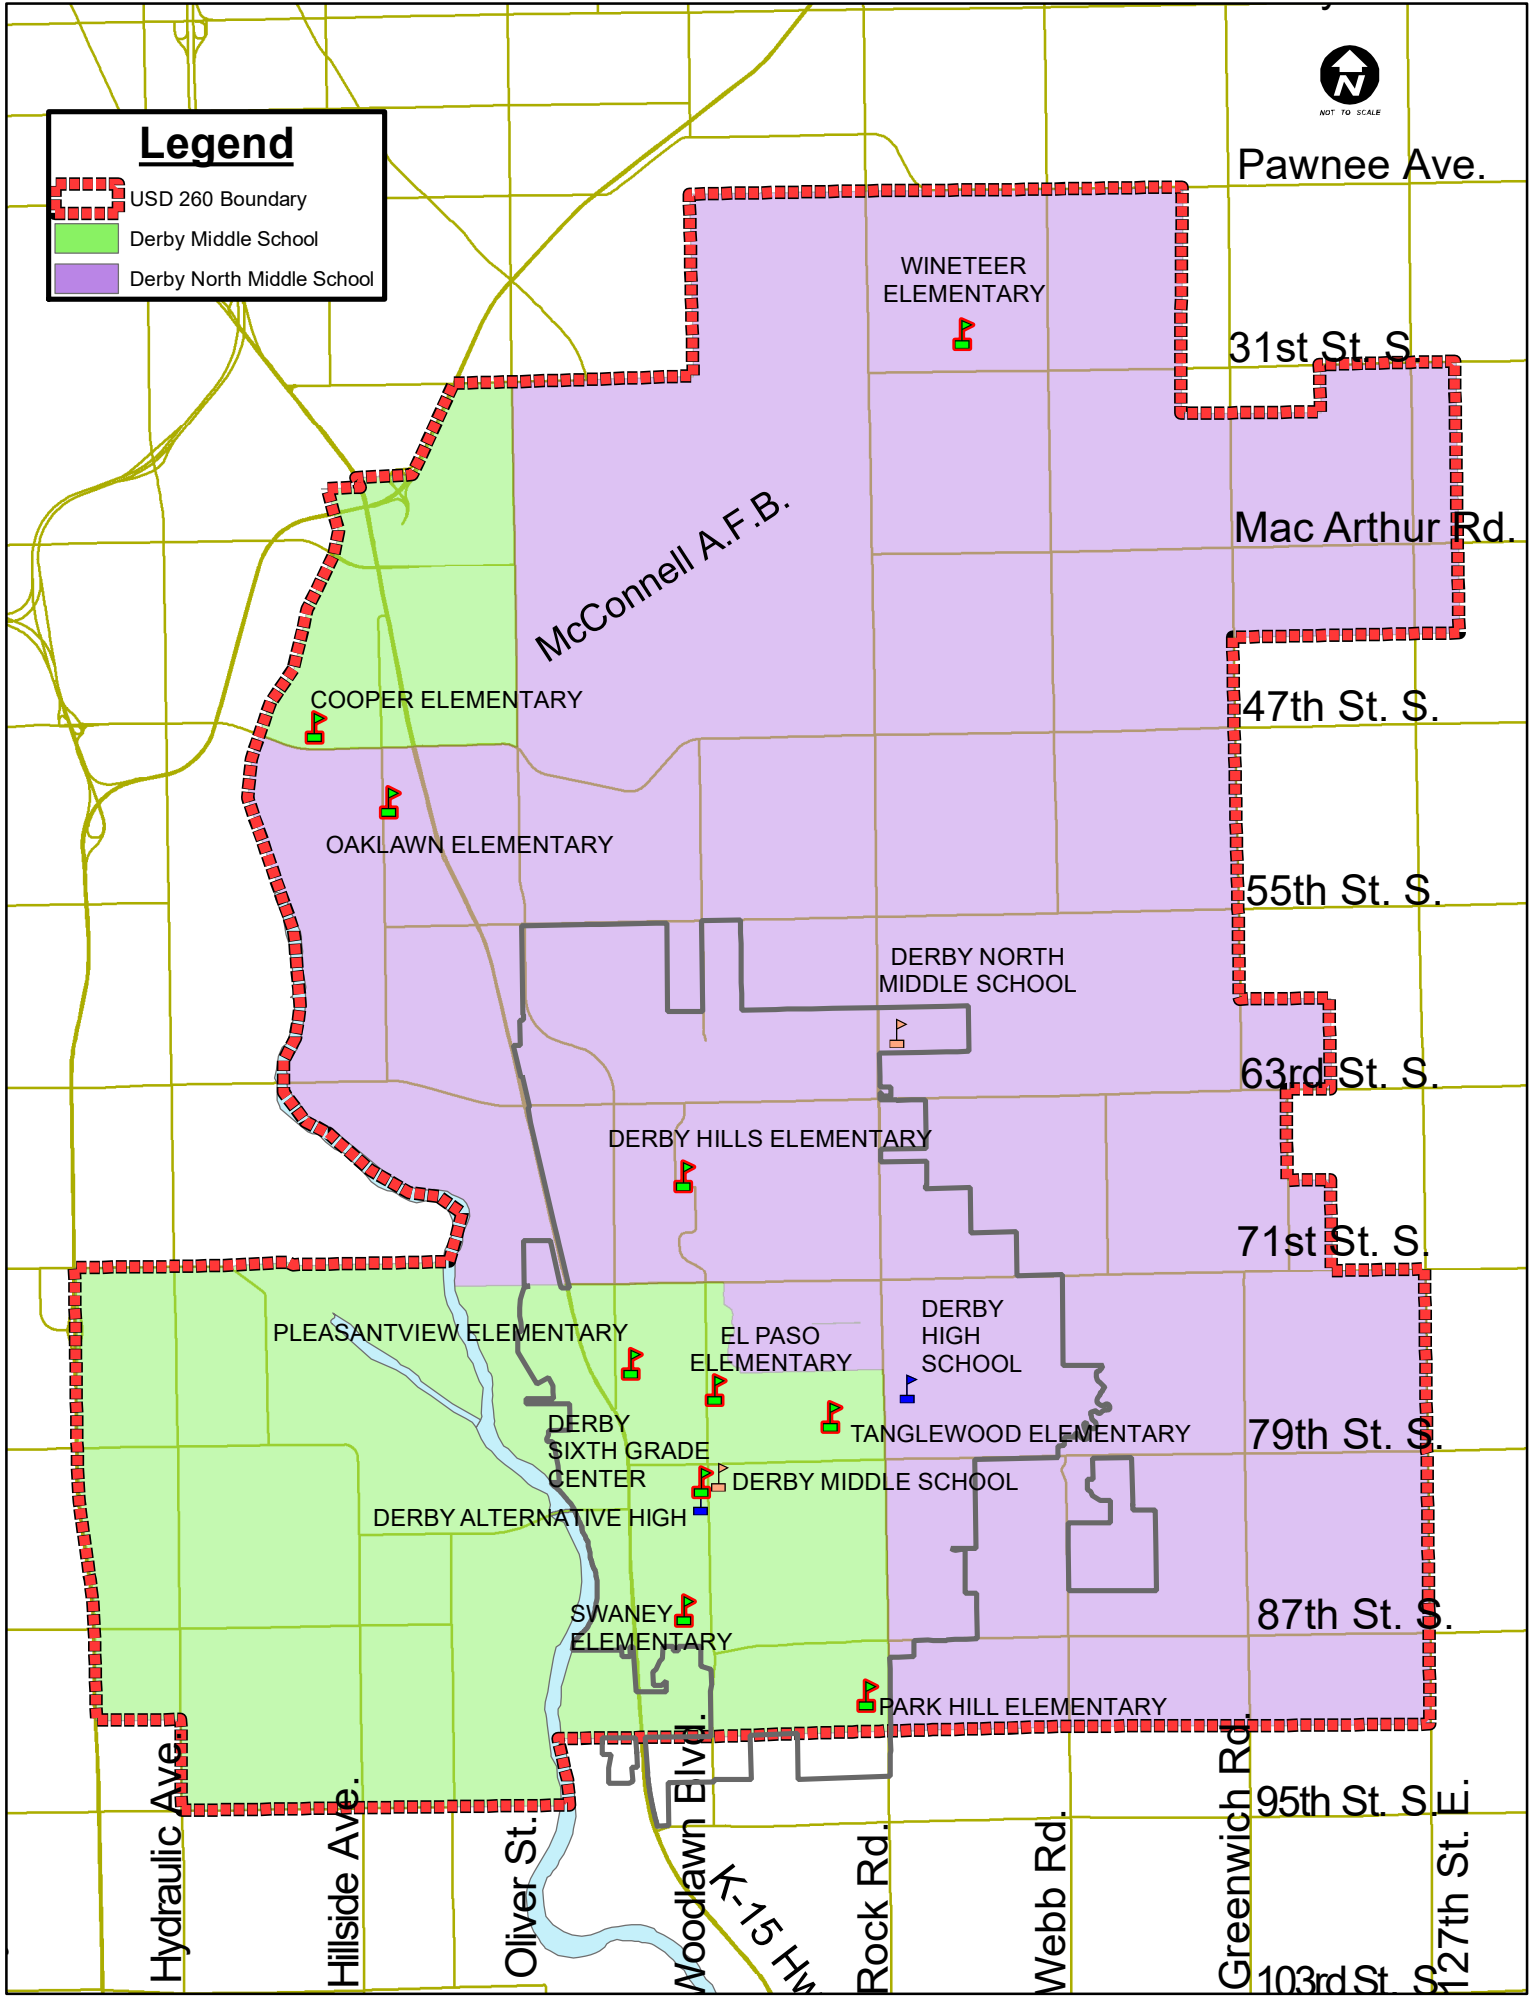 N
NOT TO SCALE
Legend
USD 260 Boundary
Derby Middle School
Derby North Middle School
Pawnee Ave.
WINETEER
ELEMENTARY
31st St. S.
Mac Arthur Rd.
McConnell A.F.B.
COOPER ELEMENTARY
47th St. S.
OAKLAWN ELEMENTARY
55th St. S.
DERBY NORTH
MIDDLE SCHOOL
63rd St. S.
DERBY HILLS ELEMENTARY
71st St. S.
PLEASANTVIEW ELEMENTARY
EL PASO
ELEMENTARY
DERBY
HIGH
SCHOOL
DERBY
SIXTH GRADE
CENTER
TANGLEWOOD ELEMENTARY
79th St. S.
DERBY MIDDLE SCHOOL
DERBY ALTERNATIVE HIGH
SWANEY
ELEMENTARY
87th St. S.
PARK HILL ELEMENTARY
95th St. S.
Hydraulic Ave.
Hillside Ave.
Oliver St.
Woodlawn Blvd.
K-15 Hw
Rock Rd.
Webb Rd.
Greenwich Rd.
127th St. E.
103rd St. S.